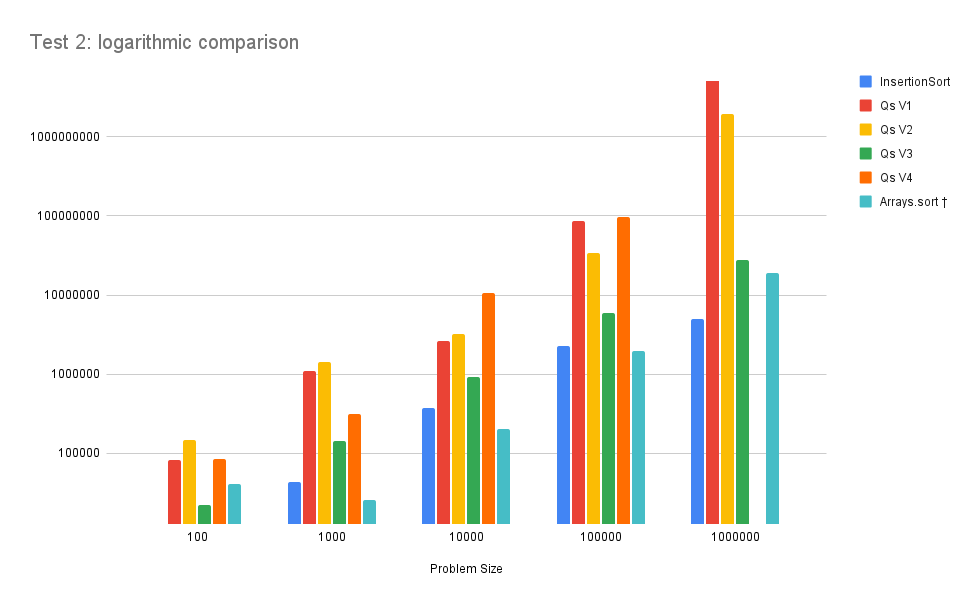 Test 2: logarithmic comparison
InsertionSort
Qs V1
Qs V2
Qs V3
Qs V4
Arrays.sort †
1000000000
100000000
10000000
1000000
100000
100
1000
10000
100000
1000000
Problem Size